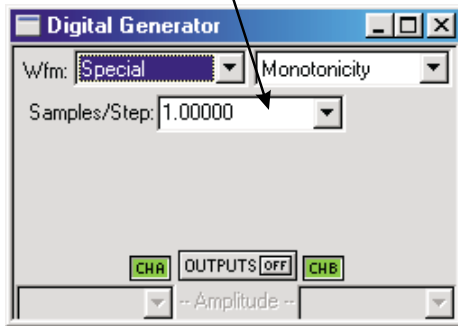 Digital Generator
Wfm: Special Monotonicity
Samples/Step: 1.00000
CHA OUTPUTS OFF CHB
-- Amplitude --